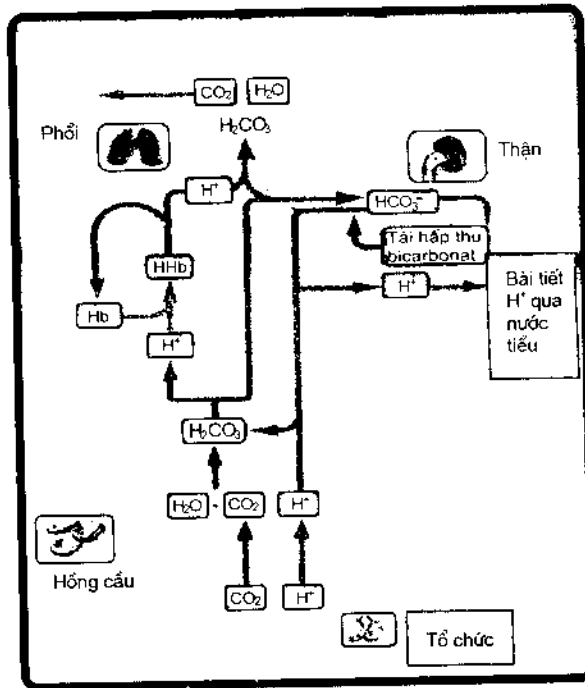 CO₂ H₂O
H₂CO₃
Phổi
Thận
H⁺
HCO₃⁻
Tái hấp thu
bicarbonat
HHb
H⁺
Bài tiết
H⁺ qua
nước
tiểu
Hb
H⁺
H₂CO₃
H₂O - CO₂ H⁺
Hồng cầu
CO₂ H⁺
Tổ chức